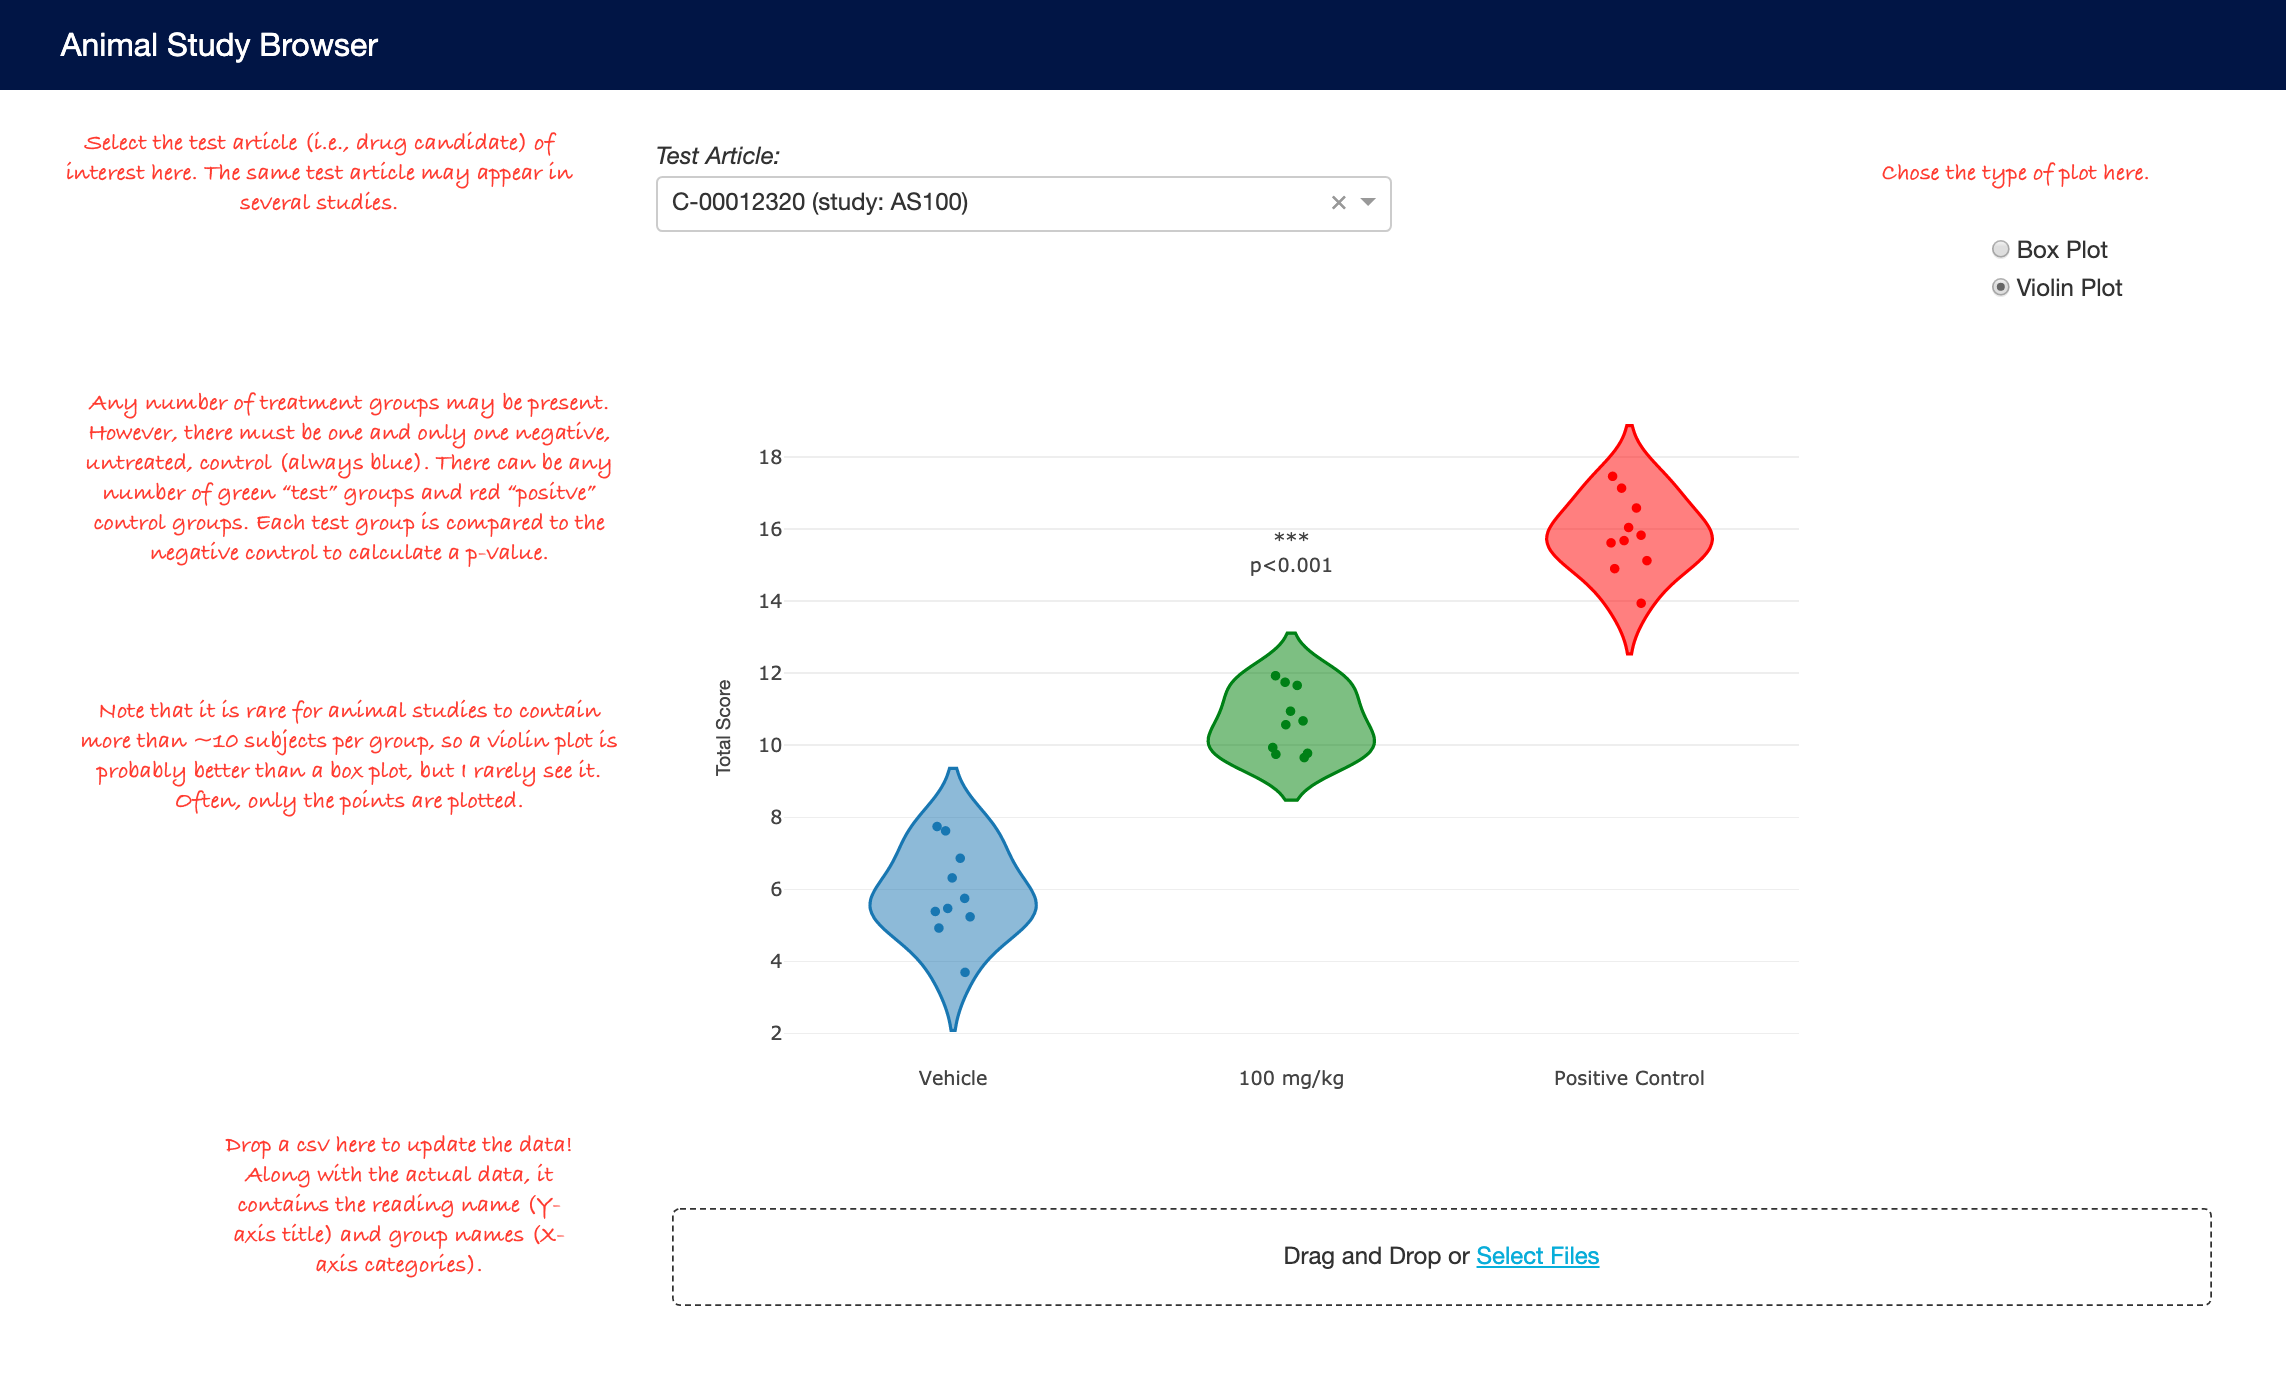 Animal Study Browser
Select the test article (i.e., drug candidate) of
interest here. The same test article may appear in
several studies.
Test Article:
C-00012320 (study: AS100)
Chose the type of plot here.
Box Plot
Violin Plot
Any number of treatment groups may be present.
However, there must be one and only one negative,
untreated, control (always blue). There can be any
number of green “test” groups and red “positve”
control groups. Each test group is compared to the
negative control to calculate a p-value.
Note that it is rare for animal studies to contain
more than ~10 subjects per group, so a violin plot is
probably better than a box plot, but I rarely see it.
Often, only the points are plotted.
Total Score
18
16
14
12
10
8
6
4
2
***
p<0.001
Vehicle
100 mg/kg
Positive Control
Drop a csv here to update the data!
Along with the actual data, it
contains the reading name (Y-
axis title) and group names (X-
axis categories).
Drag and Drop or Select Files